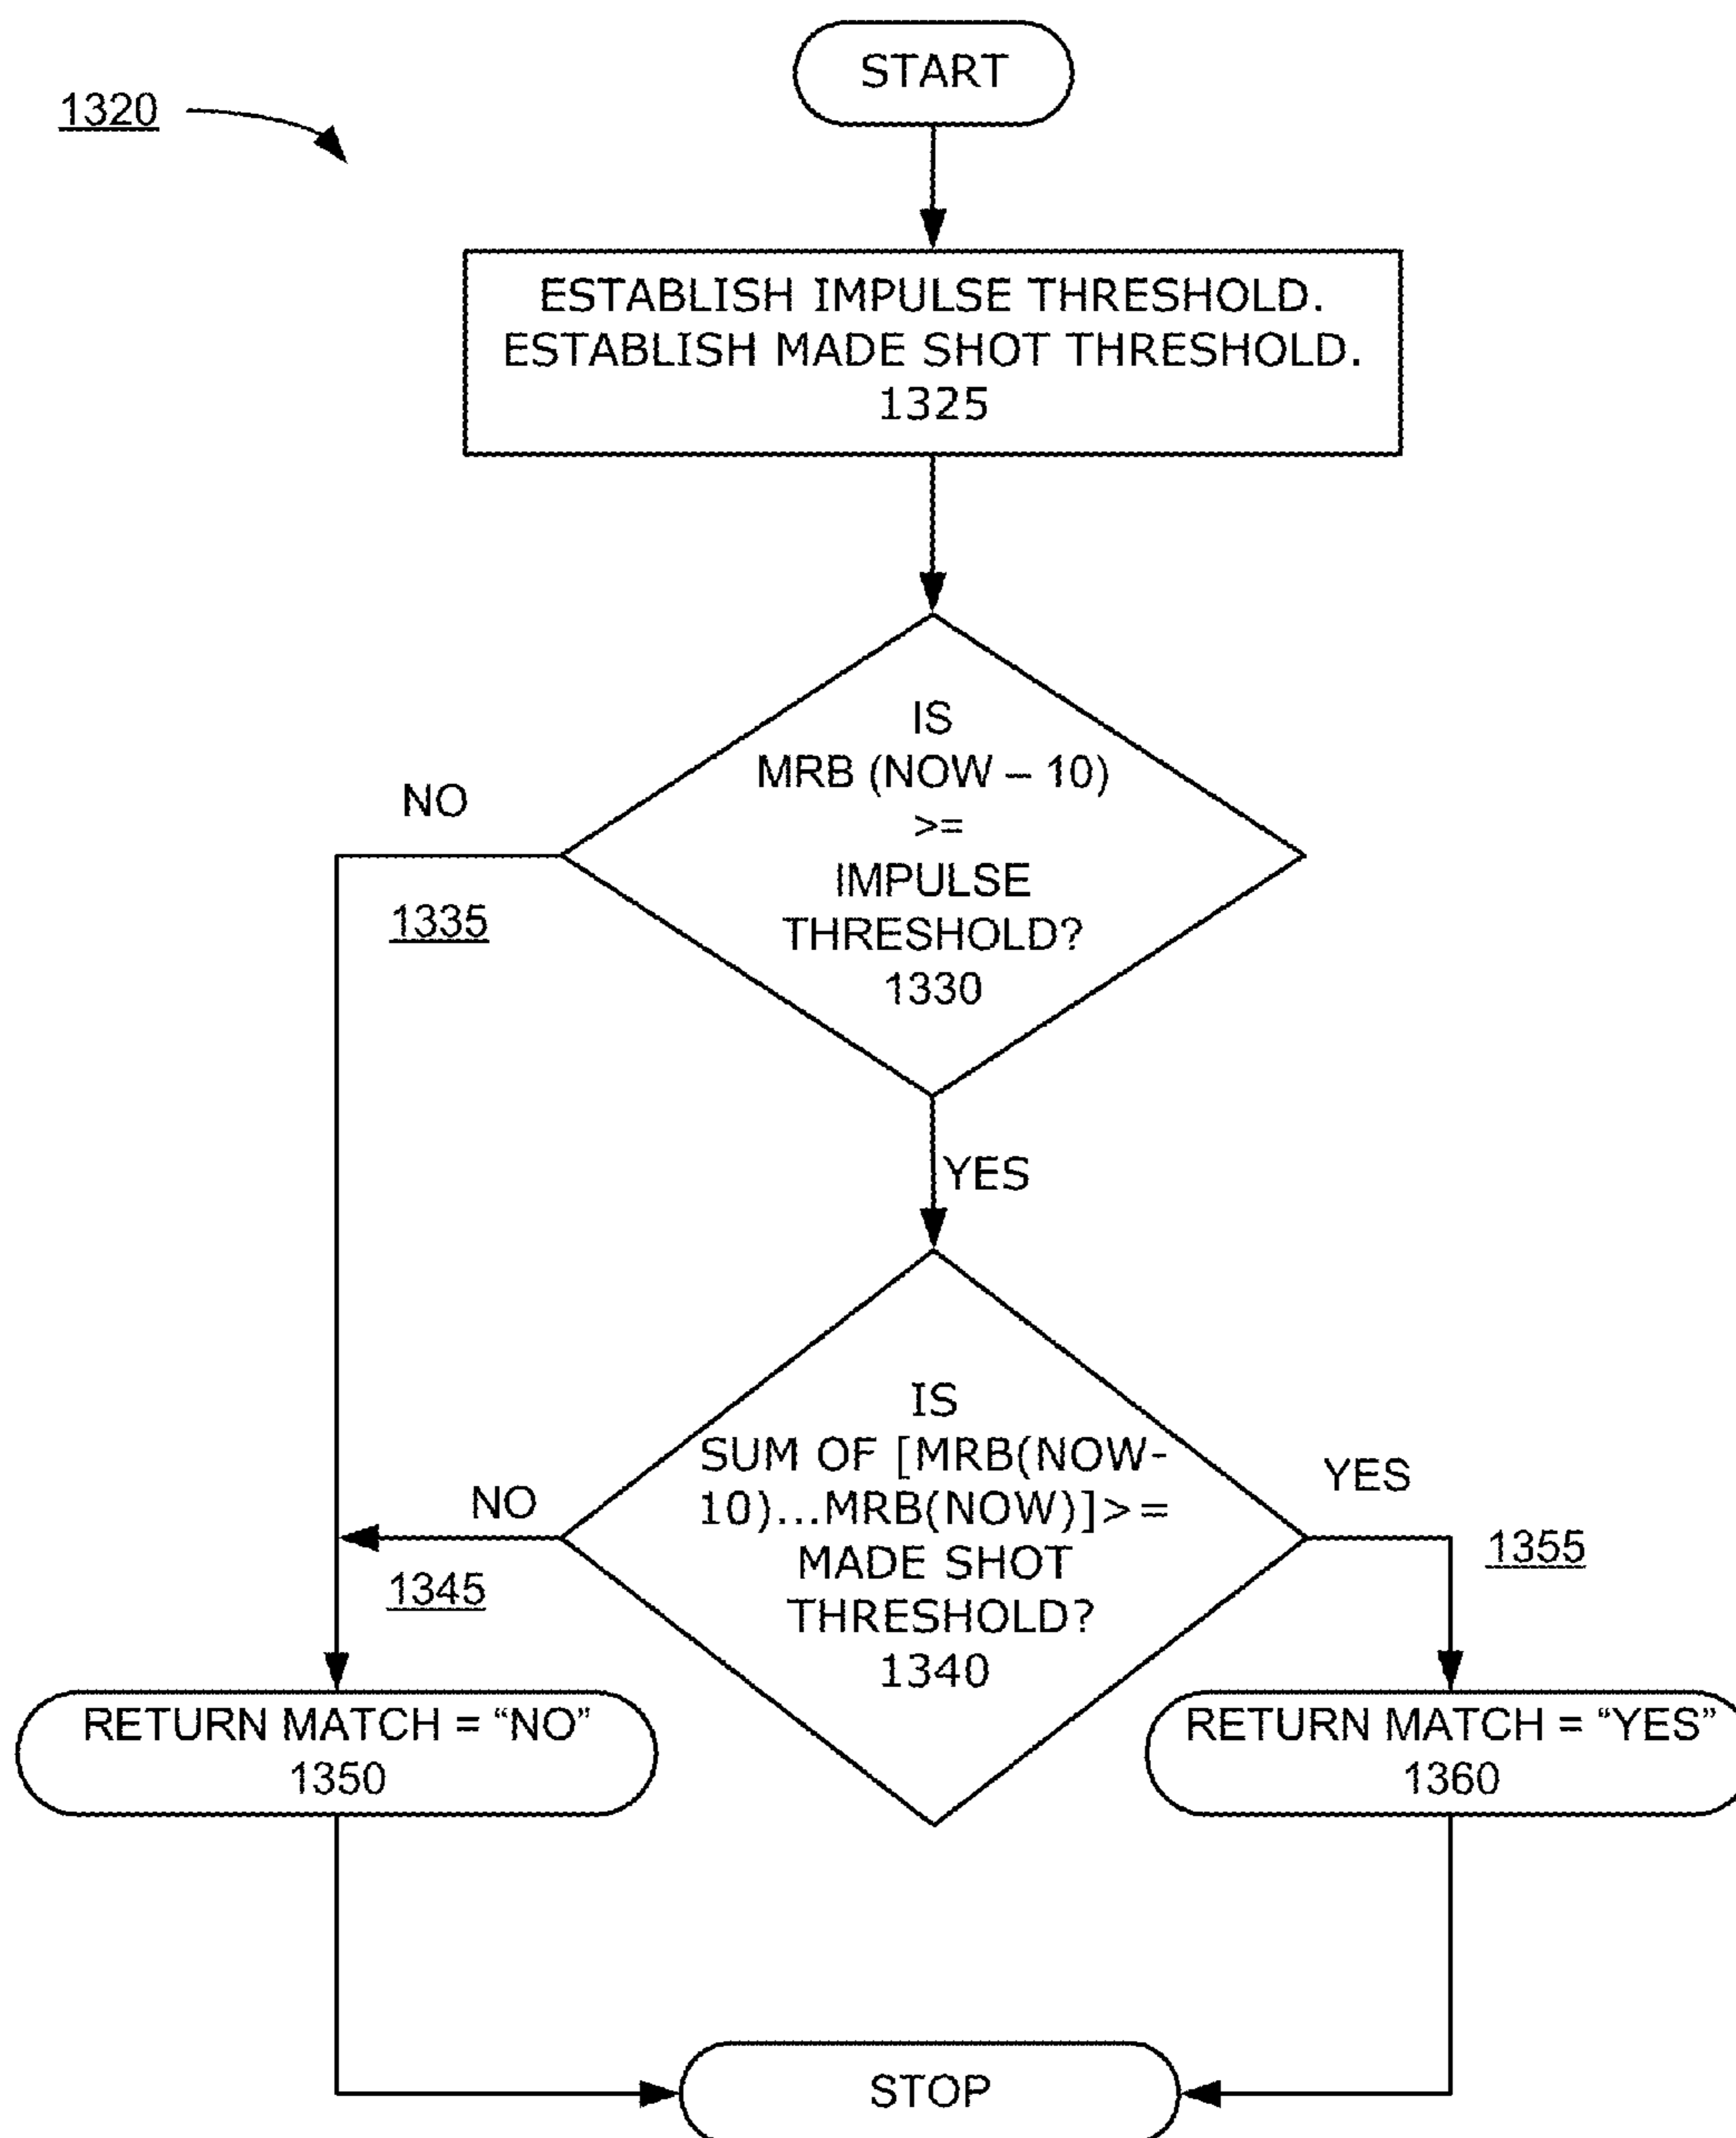 START
1320
ESTABLISH IMPULSE THRESHOLD.
ESTABLISH MADE SHOT THRESHOLD.
1325
IS
MRB (NOW – 10)
>=
IMPULSE
THRESHOLD?
1330
NO
1335
YES
IS
SUM OF [MRB(NOW-
10)...MRB(NOW)]>=
MADE SHOT
THRESHOLD?
1340
NO
1345
YES
1355
RETURN MATCH = “NO”
1350
RETURN MATCH = “YES”
1360
STOP